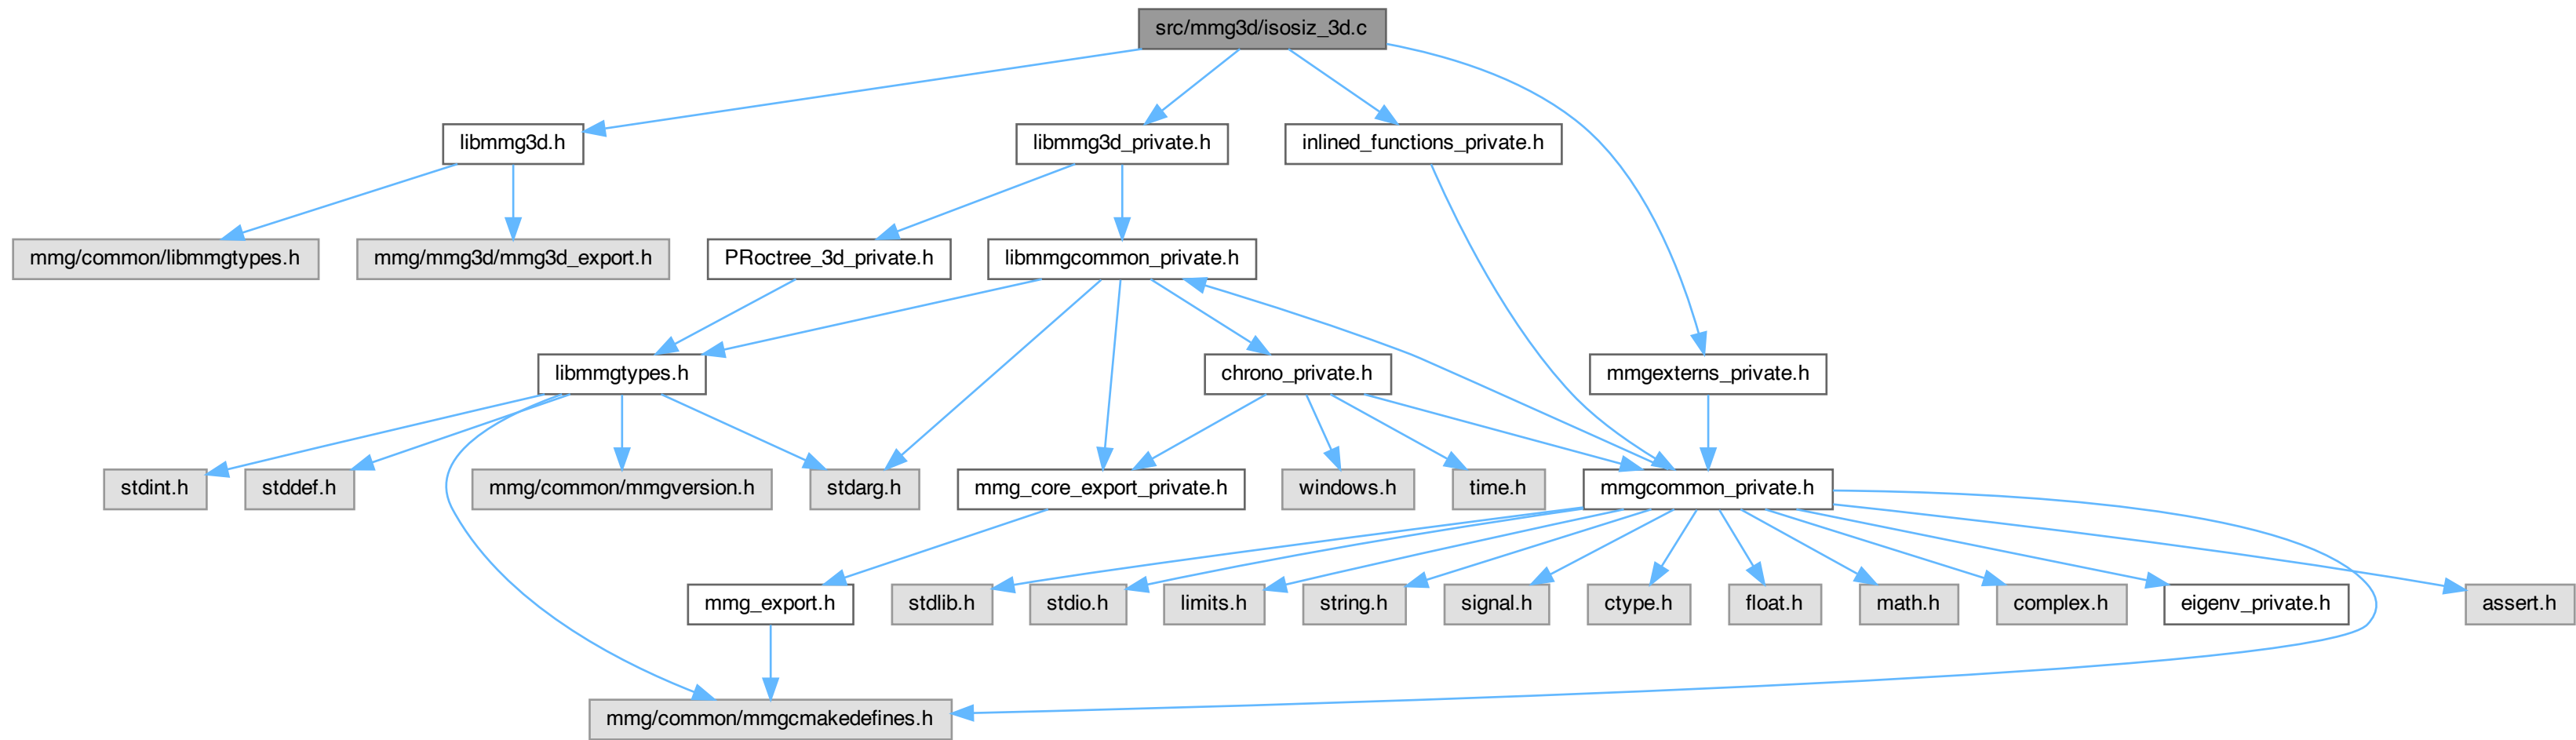 src/mmg3d/isosiz_3d.c
libmmg3d.h
libmmg3d_private.h
inlined_functions_private.h
mmg/common/libmmgtypes.h
mmg/mmg3d/mmg3d_export.h
PRoctree_3d_private.h
libmmgcommon_private.h
libmmgtypes.h
chrono_private.h
mmgexterns_private.h
stdint.h
stddef.h
mmg/common/mmgversion.h
stdarg.h
mmg_core_export_private.h
windows.h
time.h
mmgcommon_private.h
mmg_export.h
stdlib.h
stdio.h
limits.h
string.h
signal.h
ctype.h
float.h
math.h
complex.h
eigenv_private.h
assert.h
mmg/common/mmgcmakedefines.h